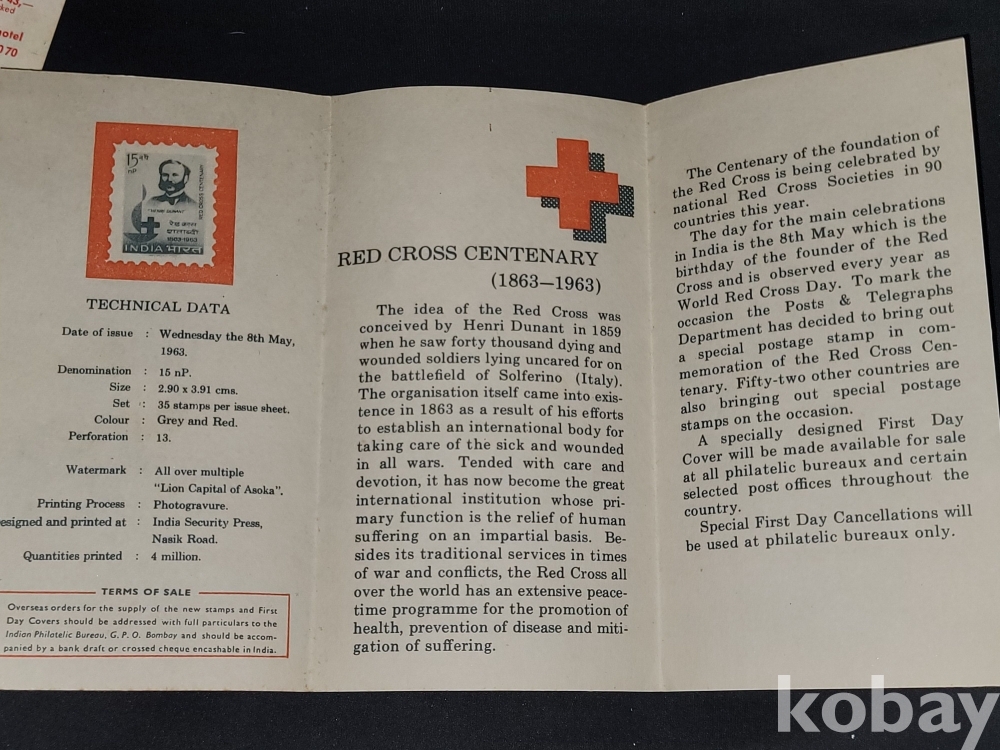 45,—
ked
hotel
070
15
nP
RED CROSS CENTENARY
"HENRI DUNANT"
1863-1963
INDIA भारत
TECHNICAL DATA
Date of issue : Wednesday the 8th May,
1963.
Denomination : 15 nP.
Size : 2.90 x 3.91 cms.
Set : 35 stamps per issue sheet.
Colour : Grey and Red.
Perforation : 13.
Watermark : All over multiple
"Lion Capital of Asoka".
Printing Process : Photogravure.
esigned and printed at : India Security Press,
Nasik Road.
Quantities printed : 4 million.
TERMS OF SALE
Overseas orders for the supply of the new stamps and First
Day Covers should be addressed with full particulars to the
Indian Philatelic Bureau, G. P. O. Bombay and should be accom-
panied by a bank draft or crossed cheque encashable in India.
RED CROSS CENTENARY
(1863—1963)
The idea of the Red Cross was
conceived by Henri Dunant in 1859
when he saw forty thousand dying and
wounded soldiers lying uncared for on
the battlefield of Solferino (Italy).
The organisation itself came into exis-
tence in 1863 as a result of his efforts
to establish an international body for
taking care of the sick and wounded
in all wars. Tended with care and
devotion, it has now become the great
international institution whose pri-
mary function is the relief of human
suffering on an impartial basis. Be-
sides its traditional services in times
of war and conflicts, the Red Cross all
over the world has an extensive peace-
time programme for the promotion of
health, prevention of disease and miti-
gation of suffering.
The Centenary of the foundation of
the Red Cross is being celebrated by
national Red Cross Societies in 90
countries this year.
The day for the main celebrations
in India is the 8th May which is the
birthday of the founder of the Red
Cross and is observed every year as
World Red Cross Day. To mark the
occasion the Posts & Telegraphs
Department has decided to bring out
a special postage stamp in com-
memoration of the Red Cross Cen-
tenary. Fifty-two other countries are
also bringing out special postage
stamps on the occasion.
A specially designed First Day
Cover will be made available for sale
at all philatelic bureaux and certain
selected post offices throughout the
country.
Special First Day Cancellations will
be used at philatelic bureaux only.
kobay